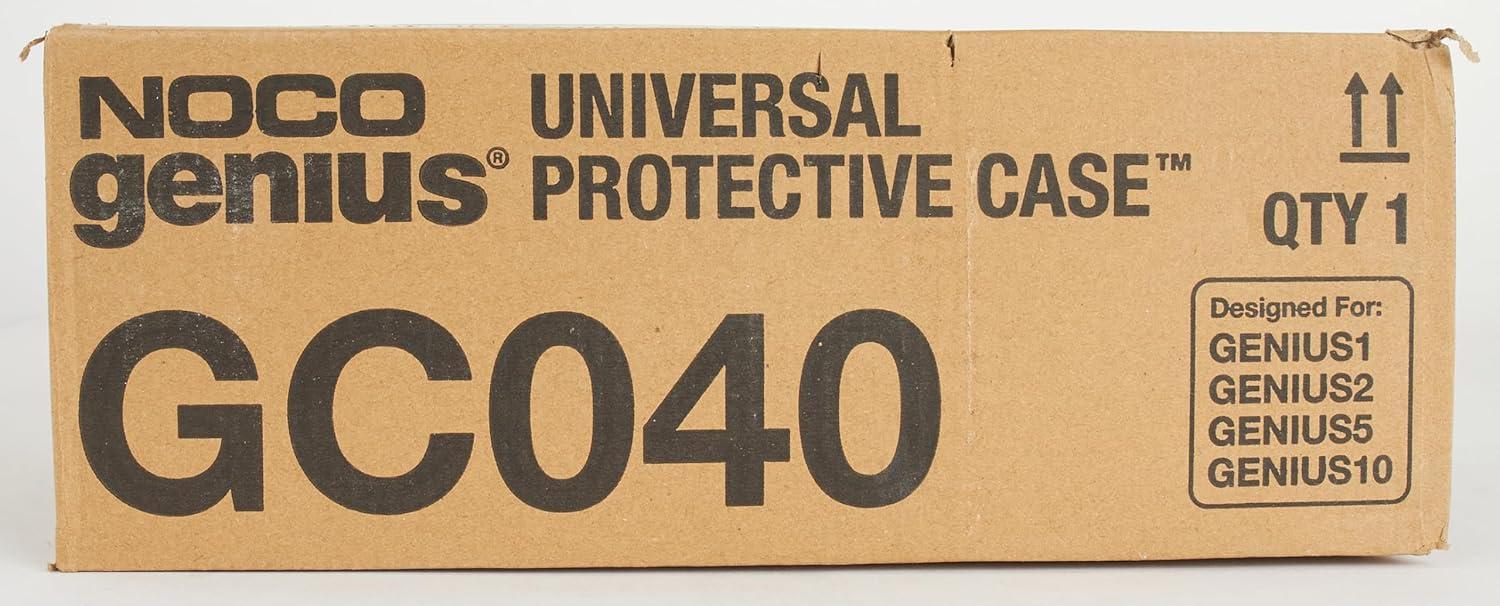 NOCO
genius®
UNIVERSAL
PROTECTIVE CASE™
QTY 1
GC040
Designed For:
GENIUS1
GENIUS2
GENIUS5
GENIUS10